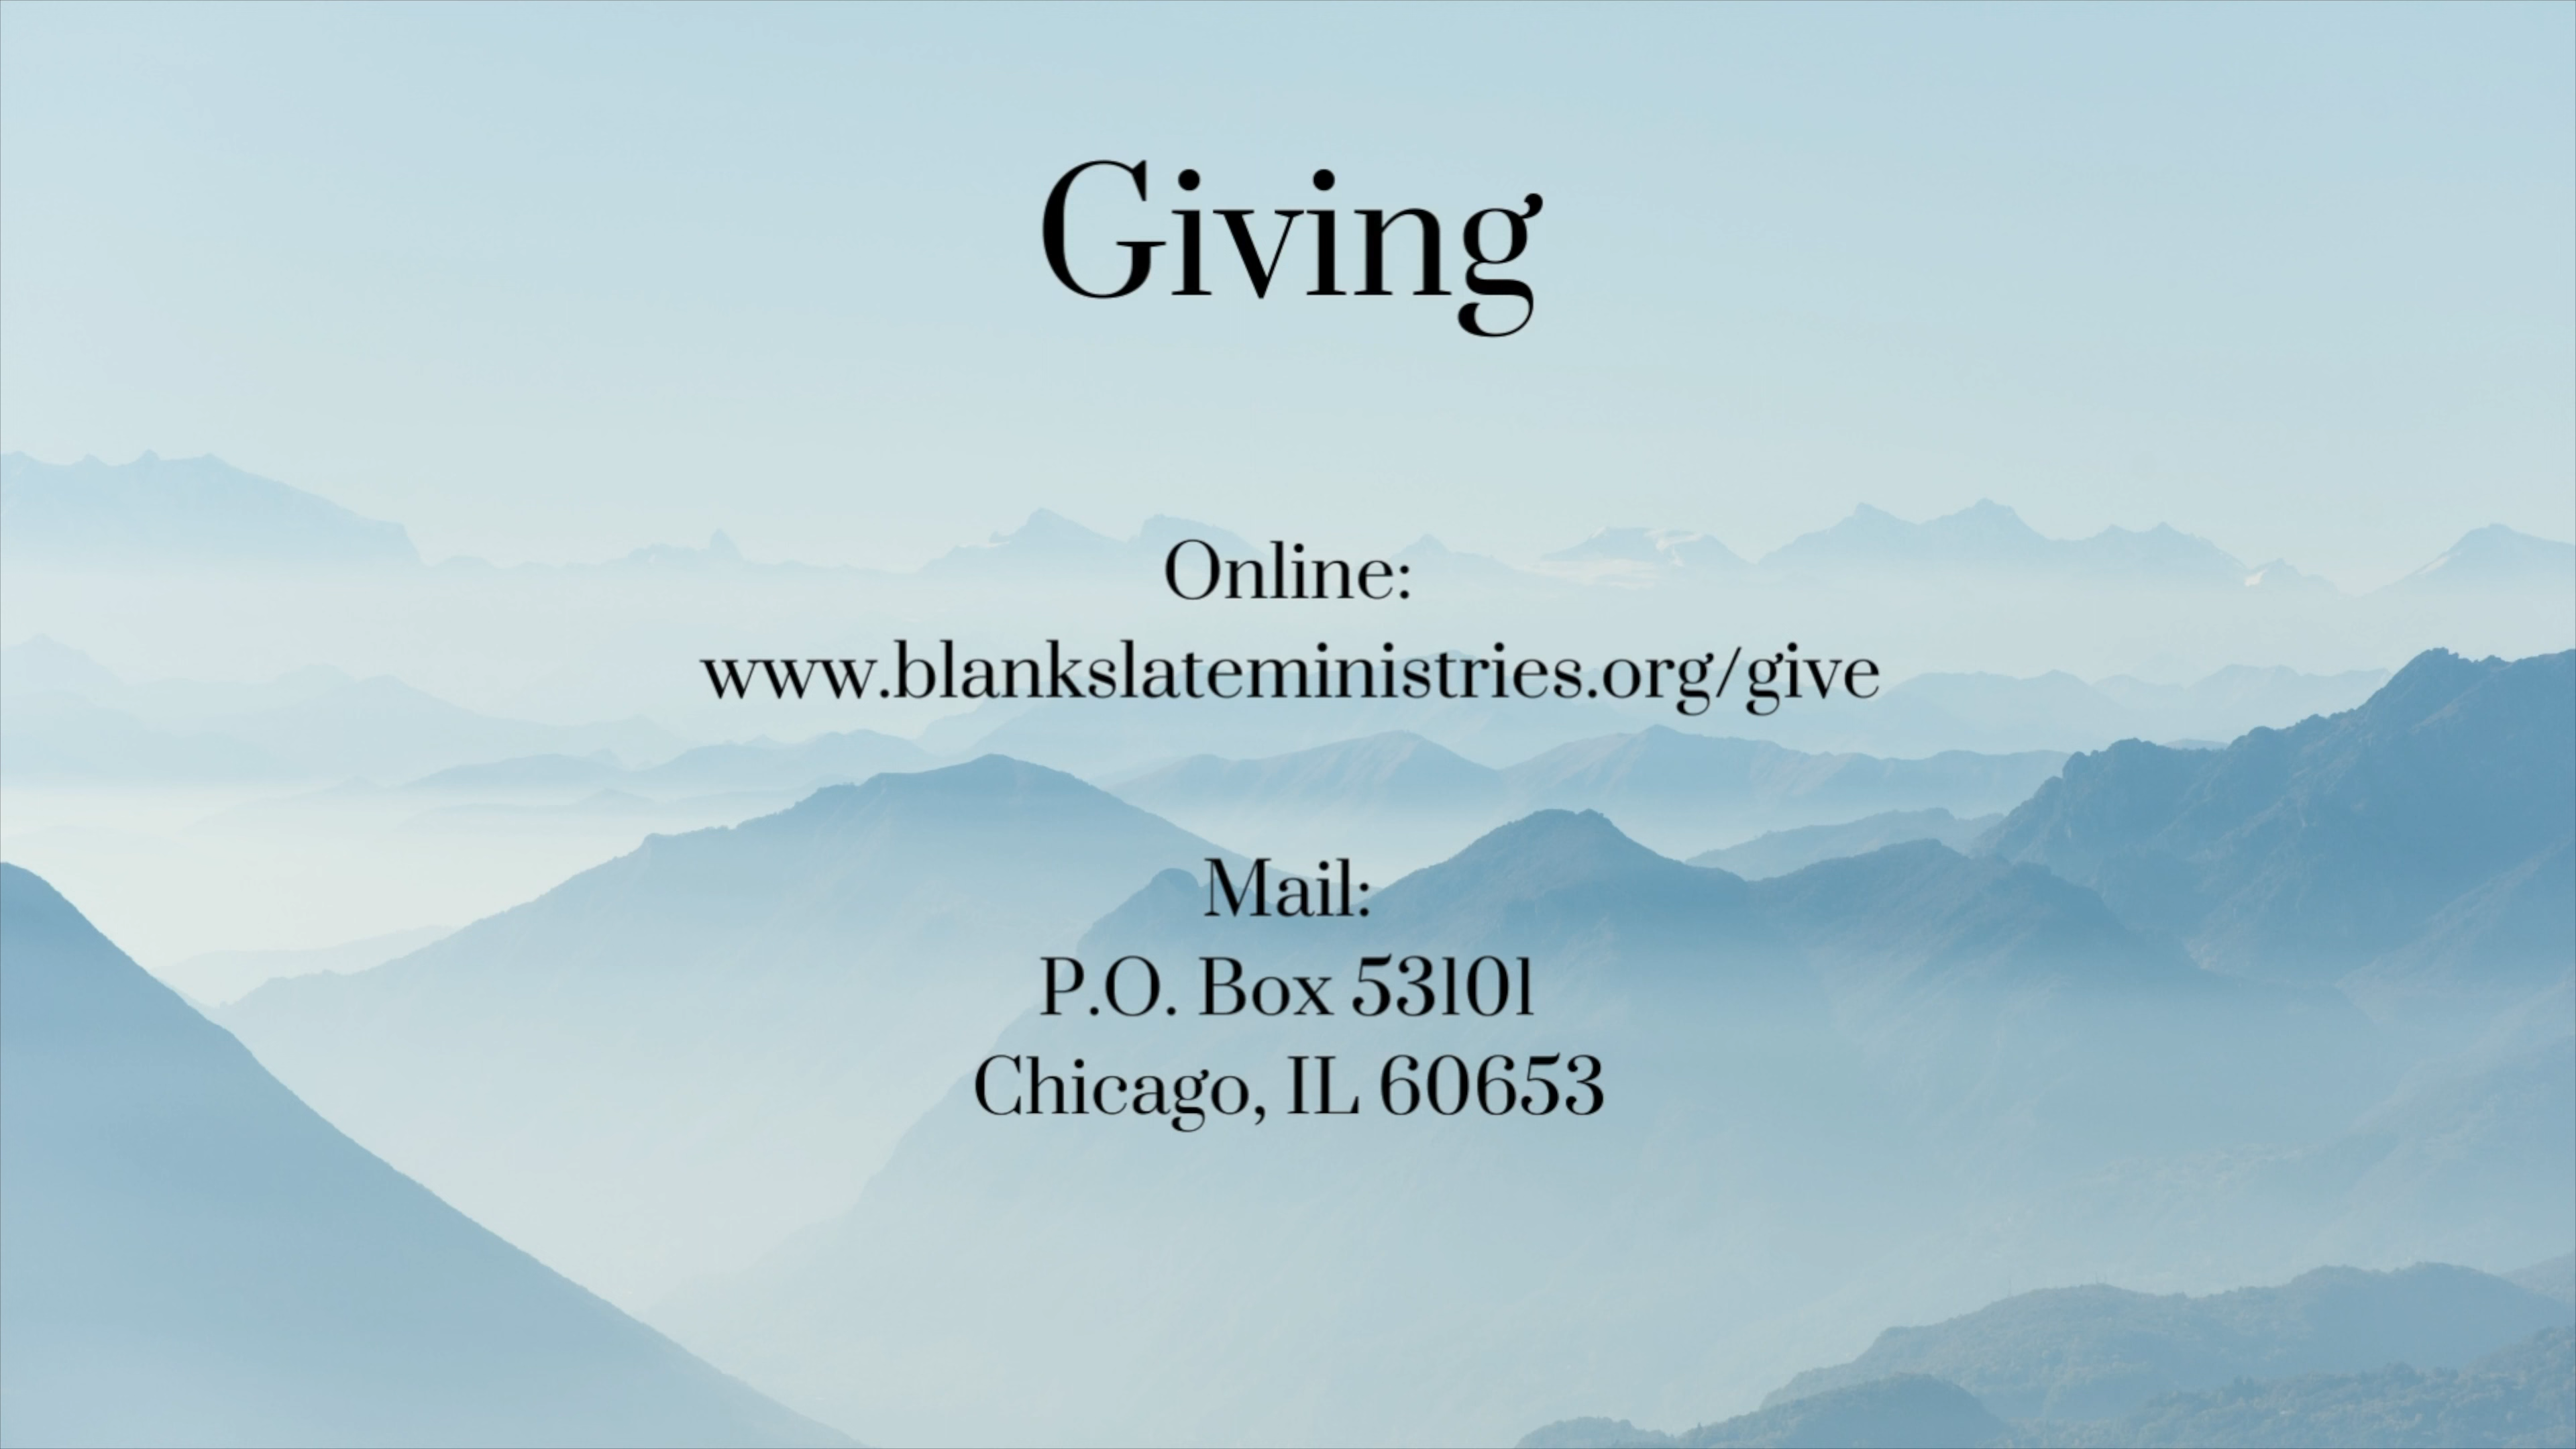 Giving
Online:
www.blankslateministries.org/give
Mail:
P.O. Box 53101
Chicago, IL 60653